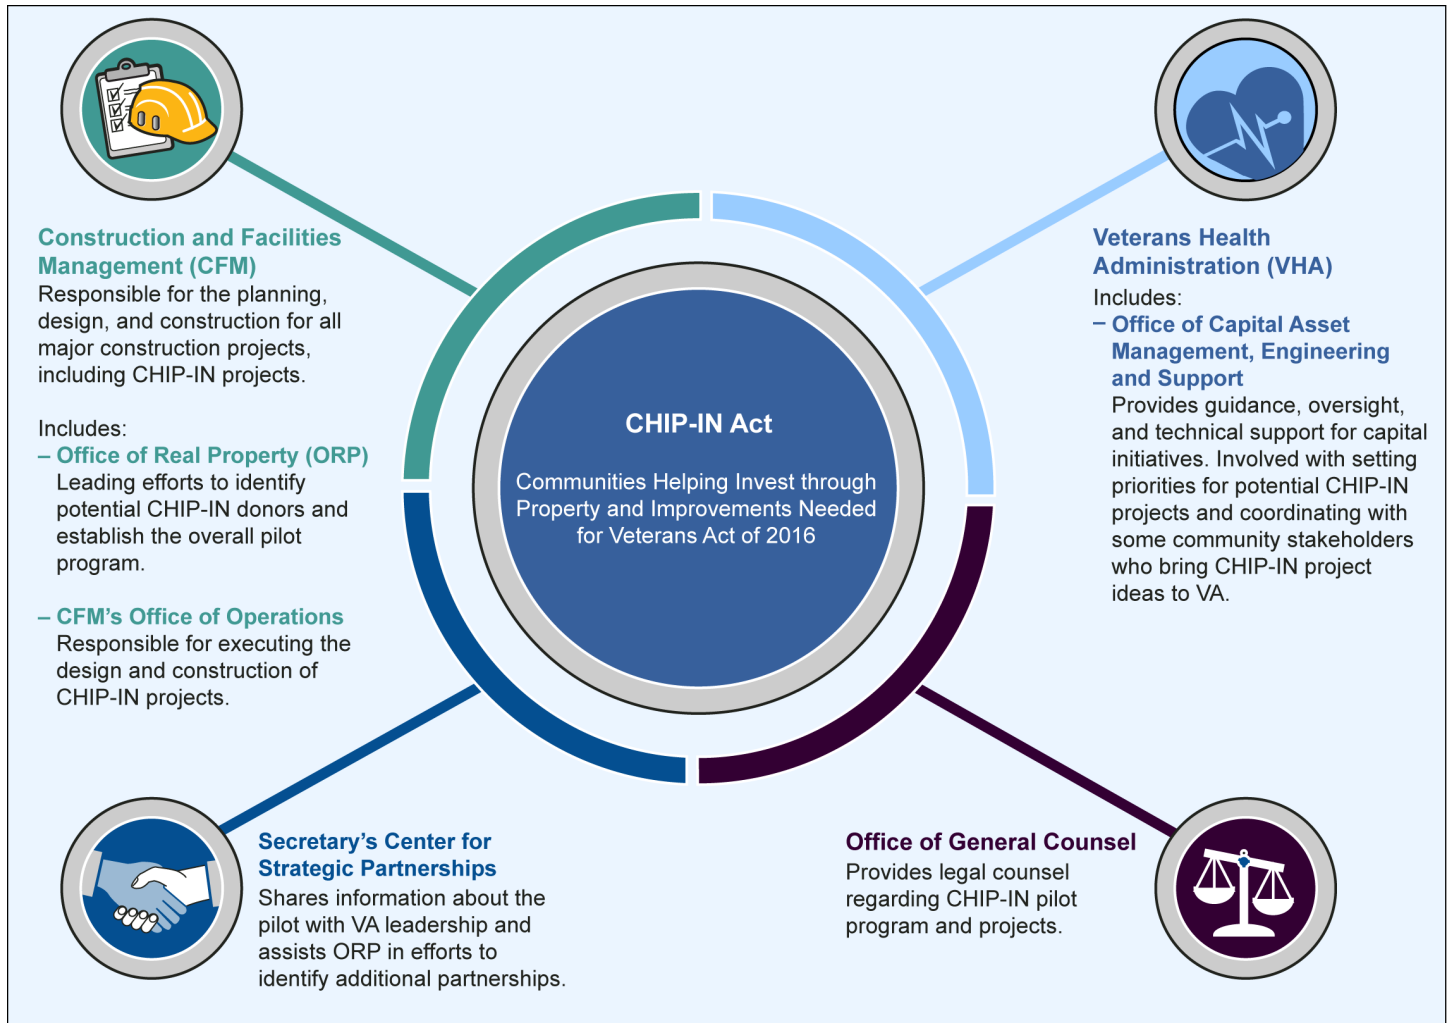 Construction and Facilities
Management (CFM)
Responsible for the planning,
design, and construction for all
major construction projects,
including CHIP-IN projects.
Includes:
– Office of Real Property (ORP)
Leading efforts to identify
potential CHIP-IN donors and
establish the overall pilot
program.
– CFM’s Office of Operations
Responsible for executing the
design and construction of
CHIP-IN projects.
CHIP-IN Act
Communities Helping Invest through
Property and Improvements Needed
for Veterans Act of 2016
Veterans Health
Administration (VHA)
Includes:
– Office of Capital Asset
Management, Engineering
and Support
Provides guidance, oversight,
and technical support for capital
initiatives. Involved with setting
priorities for potential CHIP-IN
projects and coordinating with
some community stakeholders
who bring CHIP-IN project
ideas to VA.
Secretary’s Center for
Strategic Partnerships
Shares information about the
pilot with VA leadership and
assists ORP in efforts to
identify additional partnerships.
Office of General Counsel
Provides legal counsel
regarding CHIP-IN pilot
program and projects.